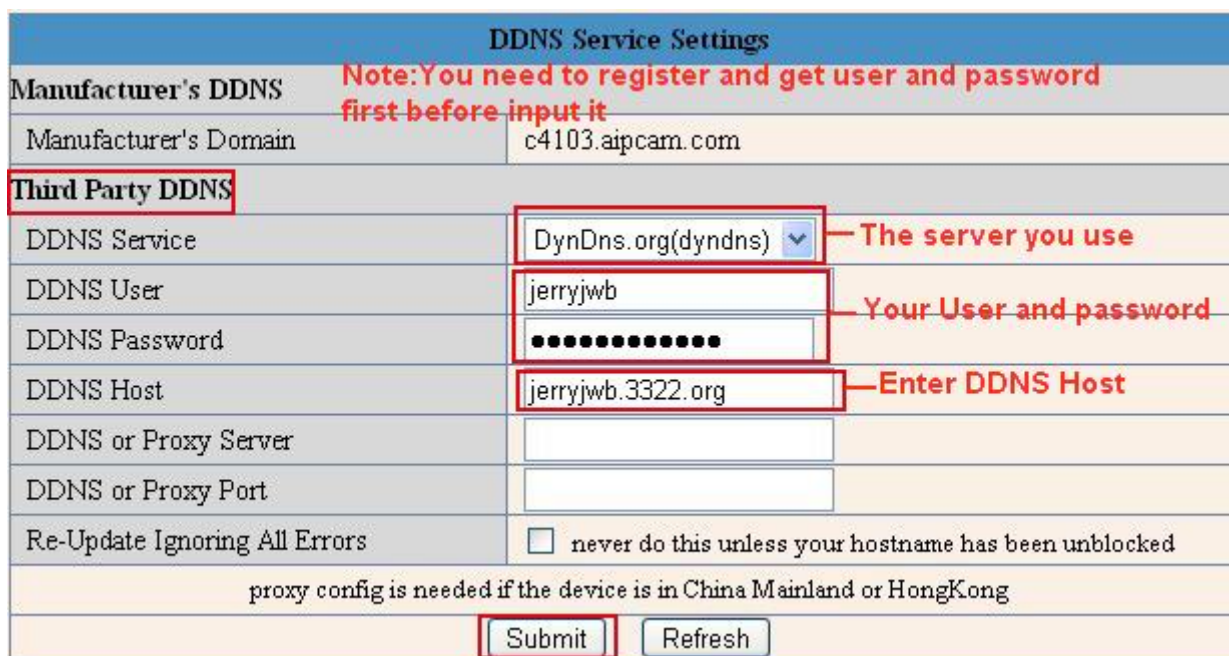 DDNS Service Settings
Manufacturer's DDNS
Note:You need to register and get user and password
first before input it
Manufacturer's Domain c4103.aipcam.com
Third Party DDNS
DDNS Service DynDns.org(dyndns) The server you use
DDNS User jerryjwb
Your User and password
DDNS Password ●●●●●●●●●●●●
DDNS Host jerryjwb.3322.org Enter DDNS Host
DDNS or Proxy Server
DDNS or Proxy Port
Re-Update Ignoring All Errors never do this unless your hostname has been unblocked
proxy config is needed if the device is in China Mainland or HongKong
Submit Refresh